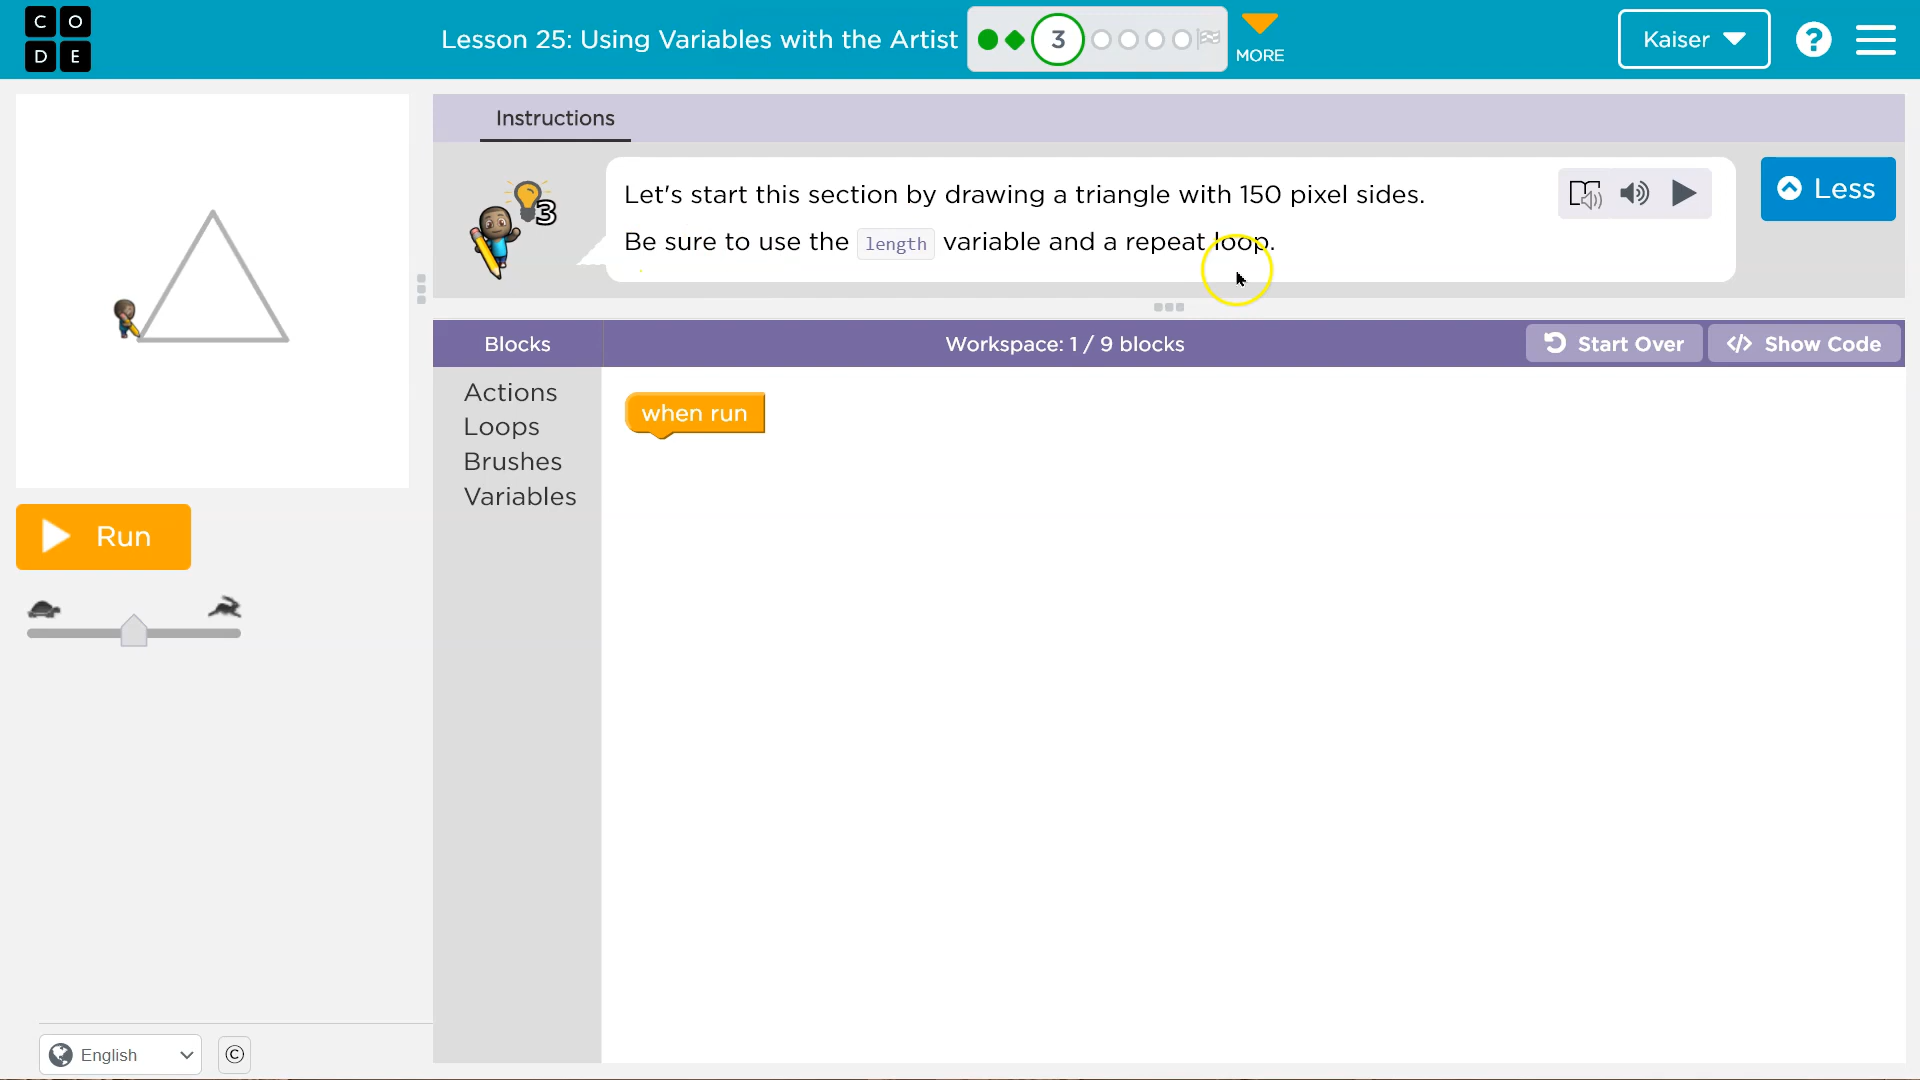 CODE
Lesson 25: Using Variables with the Artist
3
MORE
Kaiser
?
Instructions
3
Let's start this section by drawing a triangle with 150 pixel sides.
Be sure to use the length variable and a repeat loop.
Less
Blocks
Workspace: 1 / 9 blocks
Start Over
</> Show Code
Actions
Loops
Brushes
Variables
when run
Run
English
©